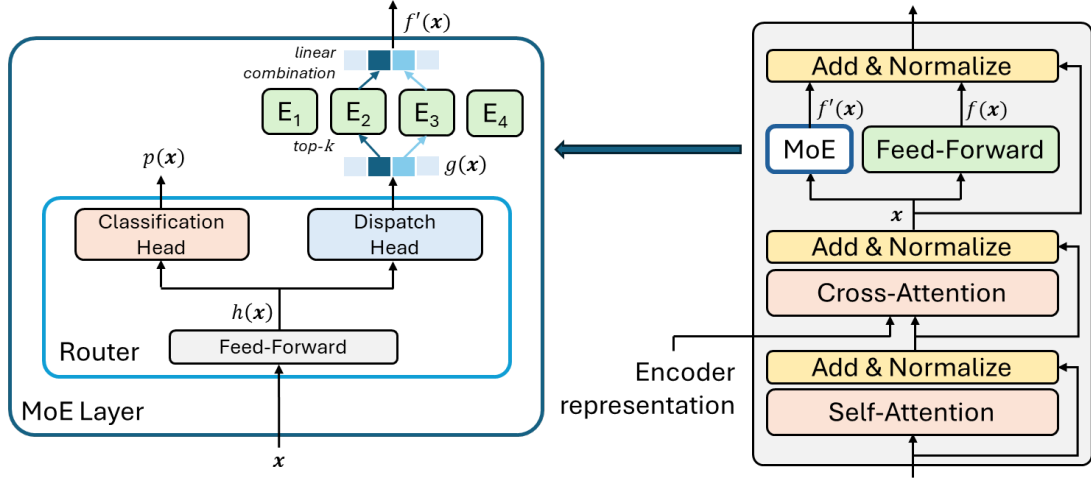 f′(x)
linear
combination
E1 E2 E3 E4
top-k
g(x)
p(x)
Classification
Head
Dispatch
Head
h(x)
Feed-Forward
Router
MoE Layer
x
Add & Normalize
f′(x) f(x)
MoE Feed-Forward
x
Add & Normalize
Cross-Attention
Encoder
representation
Add & Normalize
Self-Attention